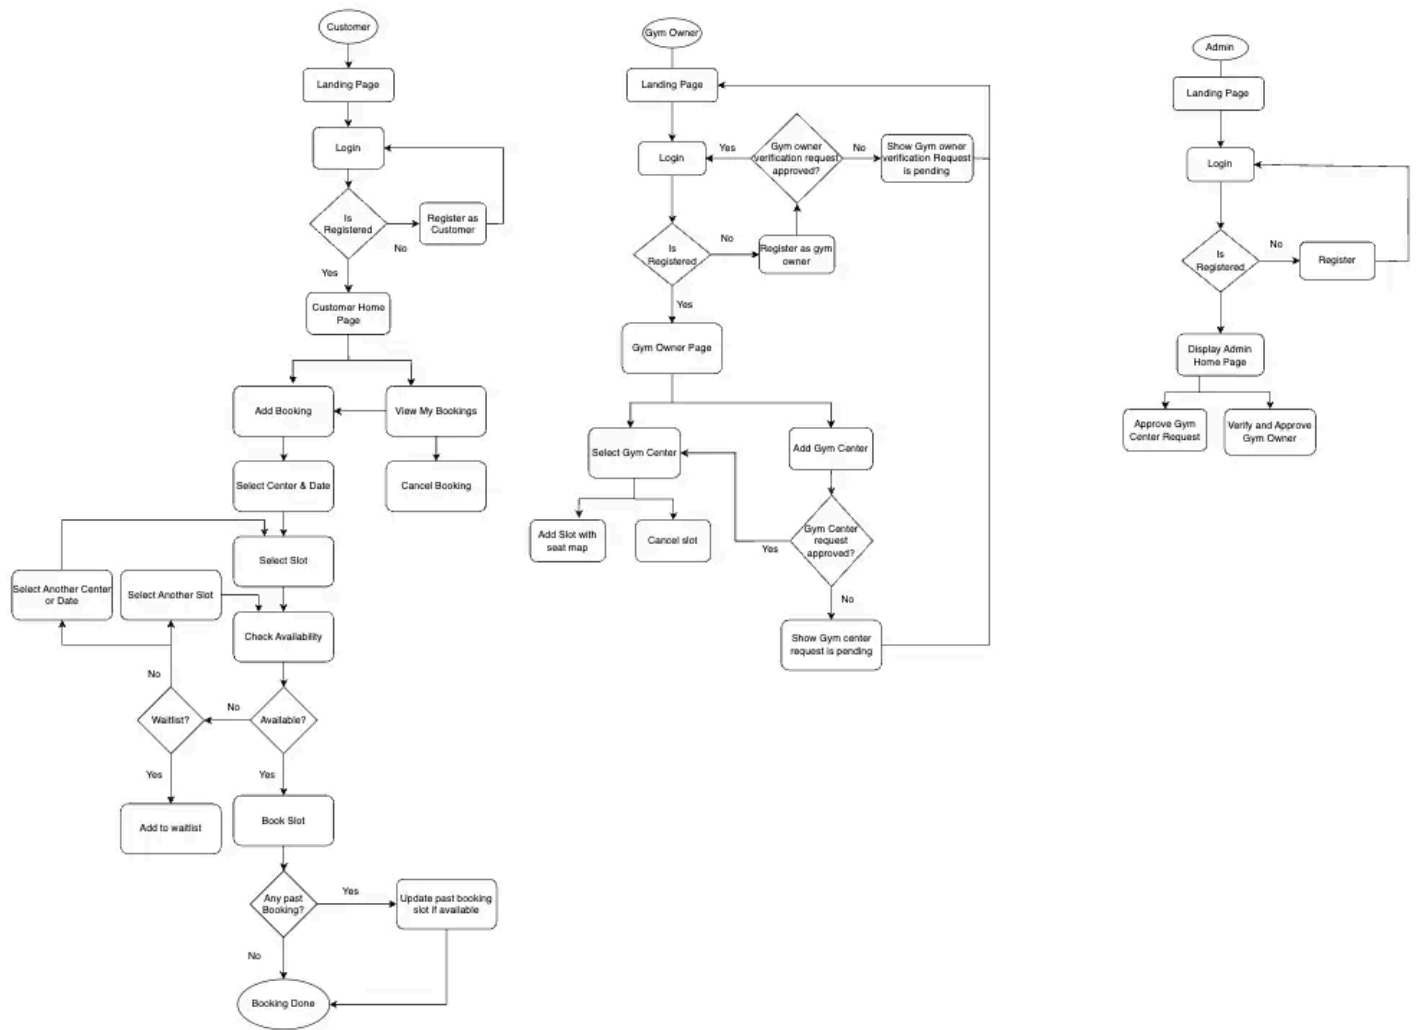 Customer
Landing Page
Login
Is
Registered
No
Register as
Customer
Yes
Customer Home
Page
Add Booking
View My Bookings
Select Center & Date
Cancel Booking
Select Slot
Select Another Center
or Date
Select Another Slot
Check Availability
No
Waitlist?
No
Available?
Yes
Yes
Add to waitlist
Book Slot
Any past
Booking?
Yes
Update past booking
slot if available
No
Booking Done
Gym Owner
Landing Page
Login
Yes
Gym owner
verification request
approved?
No
Show Gym owner
verification Request
is pending
Is
Registered
No
Register as gym
owner
Yes
Gym Owner Page
Select Gym Center
Add Gym Center
Add Slot with
seat map
Cancel slot
Yes
Gym Center
request
approved?
No
Show Gym center
request is pending
Admin
Landing Page
Login
Is
Registered
No
Register
Display Admin
Home Page
Approve Gym
Center Request
Verify and Approve
Gym Owner